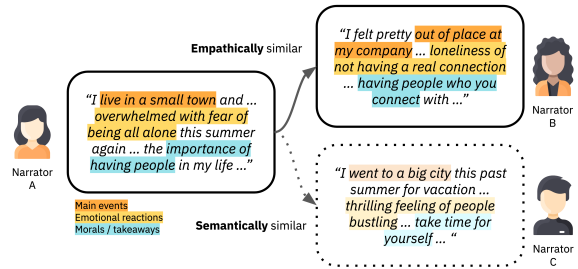 “I live in a small town and ...
overwhelmed with fear of
being all alone this summer
again ... the importance of
having people in my life ...”
Narrator
A
Main events
Emotional reactions
Morals / takeaways
Empathically similar
Semantically similar
“I felt pretty out of place at
my company ... loneliness of
not having a real connection
... having people who you
connect with ...”
Narrator
B
“I went to a big city this past
summer for vacation ...
thrilling feeling of people
bustling ... take time for
yourself ... “
Narrator
C